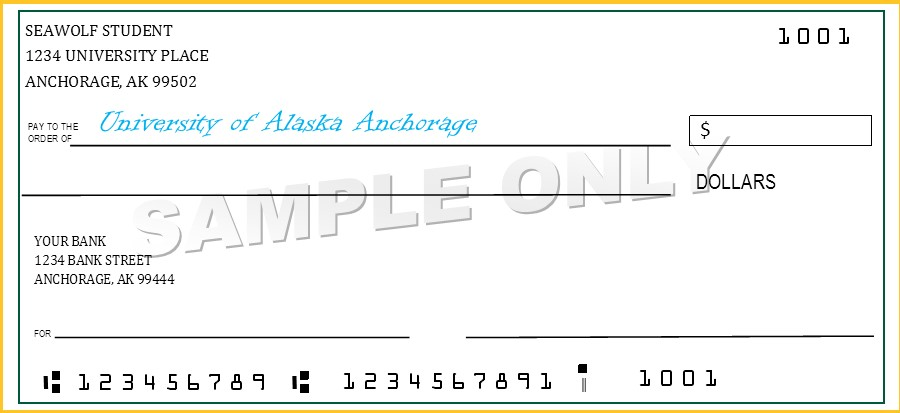 SEAWOLF STUDENT
1234 UNIVERSITY PLACE
ANCHORAGE, AK 99502
1001
PAY TO THE
ORDER OF
University of Alaska Anchorage
$
DOLLARS
SAMPLE ONLY
YOUR BANK
1234 BANK STREET
ANCHORAGE, AK 99444
FOR
⑆123456789⑆ 1234567891⑈ 1001